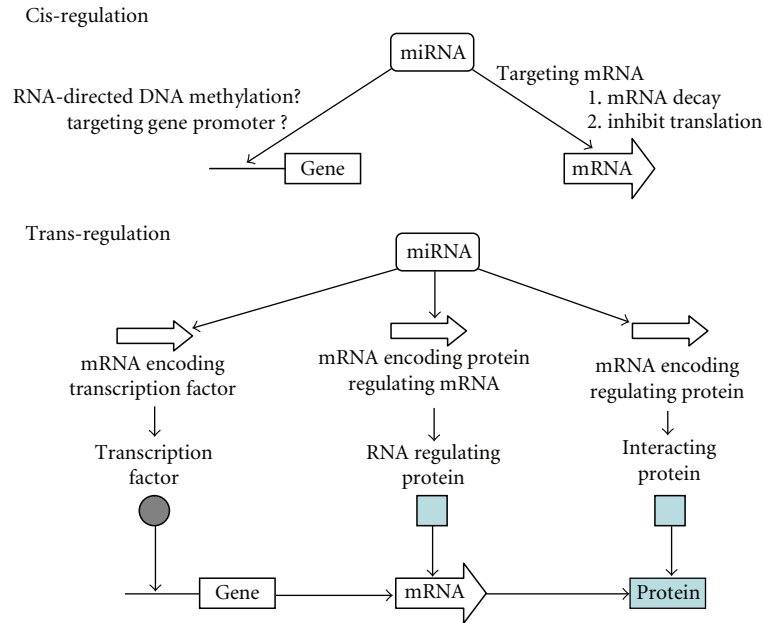 Cis-regulation
miRNA
RNA-directed DNA methylation?
targeting gene promoter ?
Targeting mRNA
1. mRNA decay
2. inhibit translation
Gene
mRNA
Trans-regulation
miRNA
mRNA encoding
transcription factor
mRNA encoding protein
regulating mRNA
mRNA encoding
regulating protein
Transcription
factor
RNA regulating
protein
Interacting
protein
Gene
mRNA
Protein